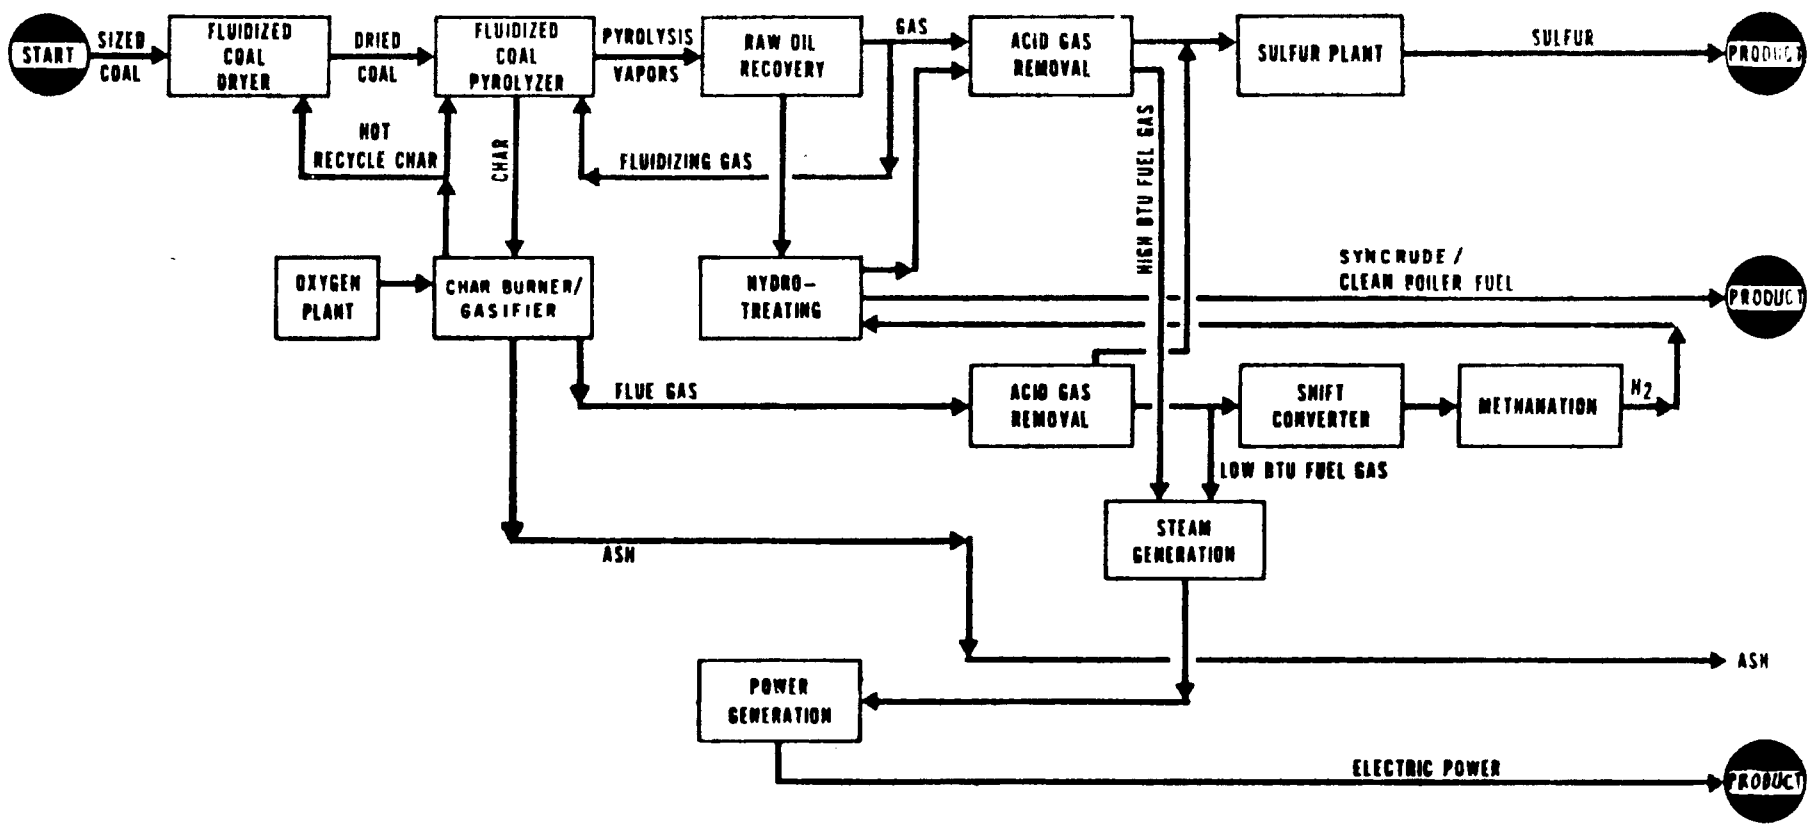 START
SIZED
COAL
FLUIDIZED
COAL
DRYER
DRIED
COAL
FLUIDIZED
COAL
PYROLYZER
PYROLYSIS
VAPORS
RAW OIL
RECOVERY
GAS
ACID GAS
REMOVAL
SULFUR PLANT
SULFUR
PRODUCT
HOT
RECYCLE CHAR
CHAR
FLUIDIZING GAS
HIGH BTU FUEL GAS
OXYGEN
PLANT
CHAR BURNER/
GASIFIER
HYDRO-
TREATING
SYNCRUDE /
CLEAN BOILER FUEL
PRODUCT
FLUE GAS
ACID GAS
REMOVAL
SHIFT
CONVERTER
METHANATION
H2
LOW BTU FUEL GAS
STEAM
GENERATION
ASH
ASH
POWER
GENERATION
ELECTRIC POWER
PRODUCT